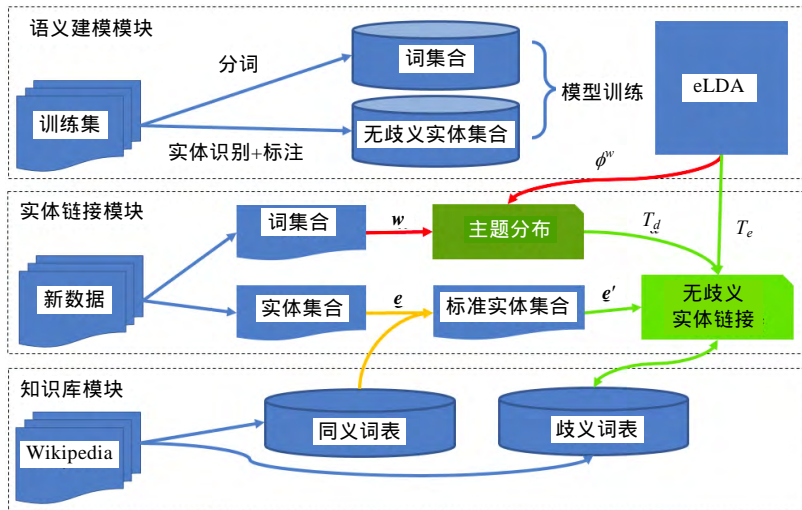 语义建模模块
分词
词集合
训练集
无歧义实体集合
实体识别+标注
模型训练
eLDA
ϕ^w
实体链接模块
词集合
w
主题分布
T_d
T_e
新数据
实体集合
e
标准实体集合
e′
无歧义
实体链接
知识库模块
Wikipedia
同义词表
歧义词表